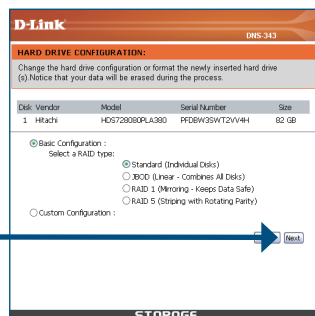 D-Link
DNS-343
HARD DRIVE CONFIGURATION:
Change the hard drive configuration or format the newly inserted hard drive
(s).Notice that your data will be erased during the process.
Disk Vendor Model Serial Number Size
1 Hitachi HDS728080PLA380 PFDBW3SWT2VV4H 82 GB
Basic Configuration :
Select a RAID type:
Standard (Individual Disks)
JBOD (Linear - Combines All Disks)
RAID 1 (Mirroring - Keeps Data Safe)
RAID 5 (Striping with Rotating Parity)
Custom Configuration :
Next
STORAGE